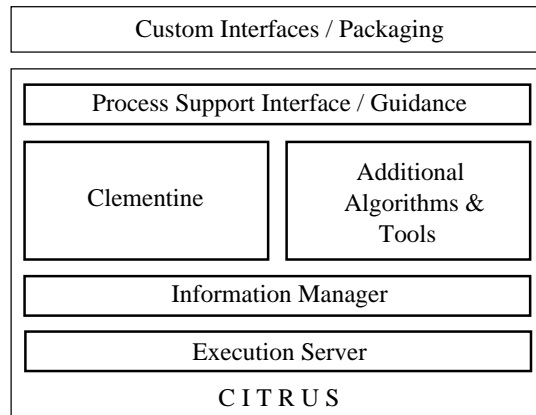 Custom Interfaces / Packaging
Process Support Interface / Guidance
Clementine
Additional
Algorithms &
Tools
Information Manager
Execution Server
C I T R U S